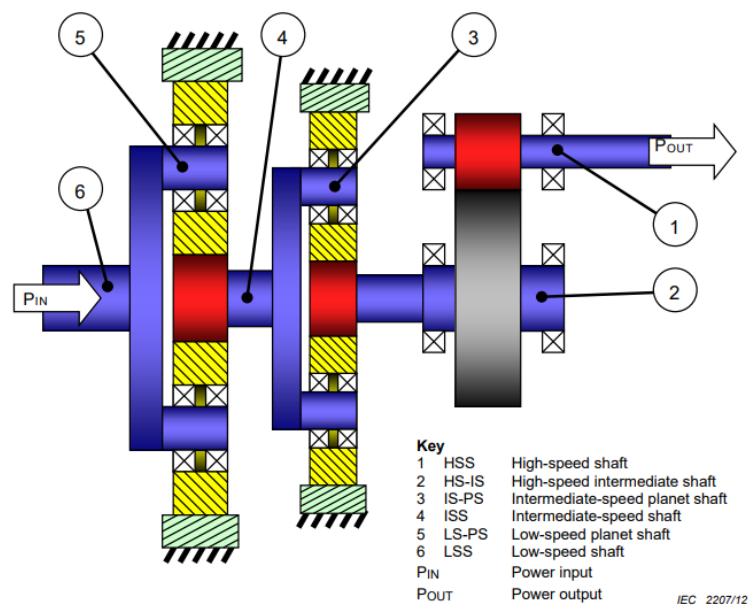 5
4
3
6
PIN
POUT
1
2
Key
1 HSS High-speed shaft
2 HS-IS High-speed intermediate shaft
3 IS-PS Intermediate-speed planet shaft
4 ISS Intermediate-speed shaft
5 LS-PS Low-speed planet shaft
6 LSS Low-speed shaft
PIN Power input
POUT Power output
IEC 2207/12